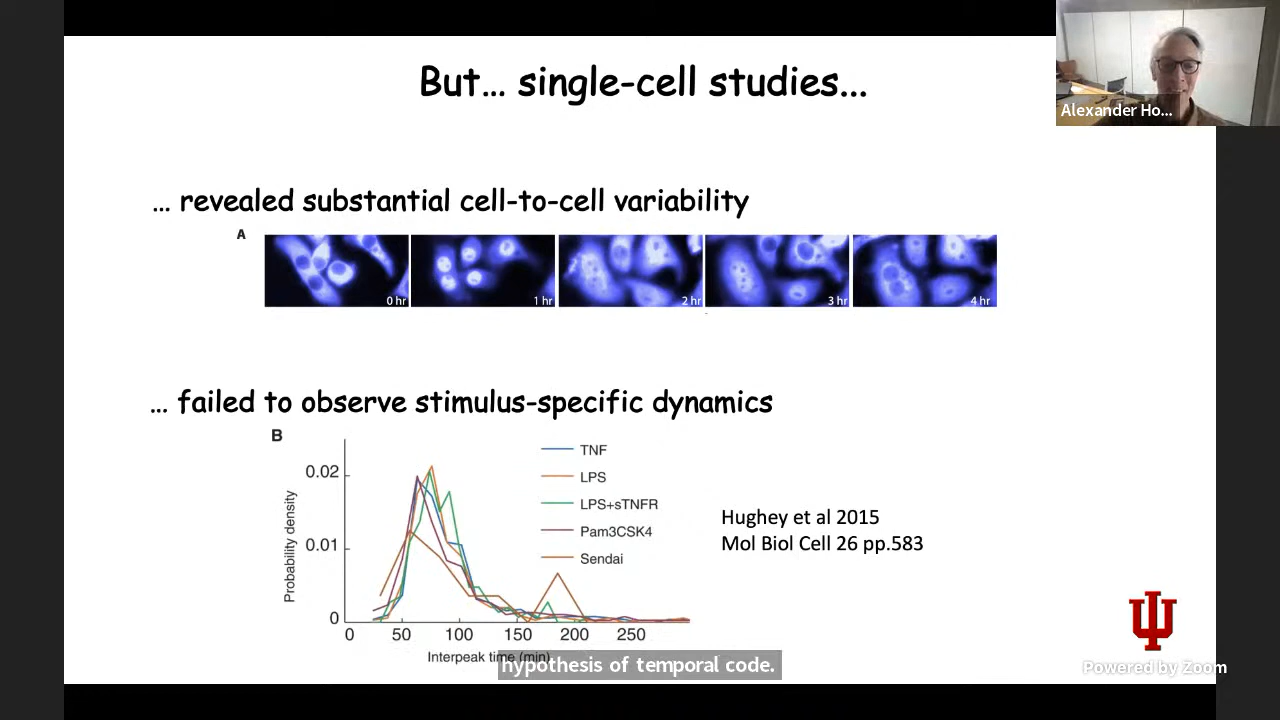 But... single-cell studies...
Alexander Ho...
... revealed substantial cell-to-cell variability
A
0 hr
1 hr
2 hr
3 hr
4 hr
... failed to observe stimulus-specific dynamics
B
Probability density
0.02
0.01
0
0 50 100 150 200 250
Interpeak time (min)
TNF
LPS
LPS+sTNFR
Pam3CSK4
Sendai
Hughey et al 2015
Mol Biol Cell 26 pp.583
hypothesis of temporal code.
Powered by Zoom